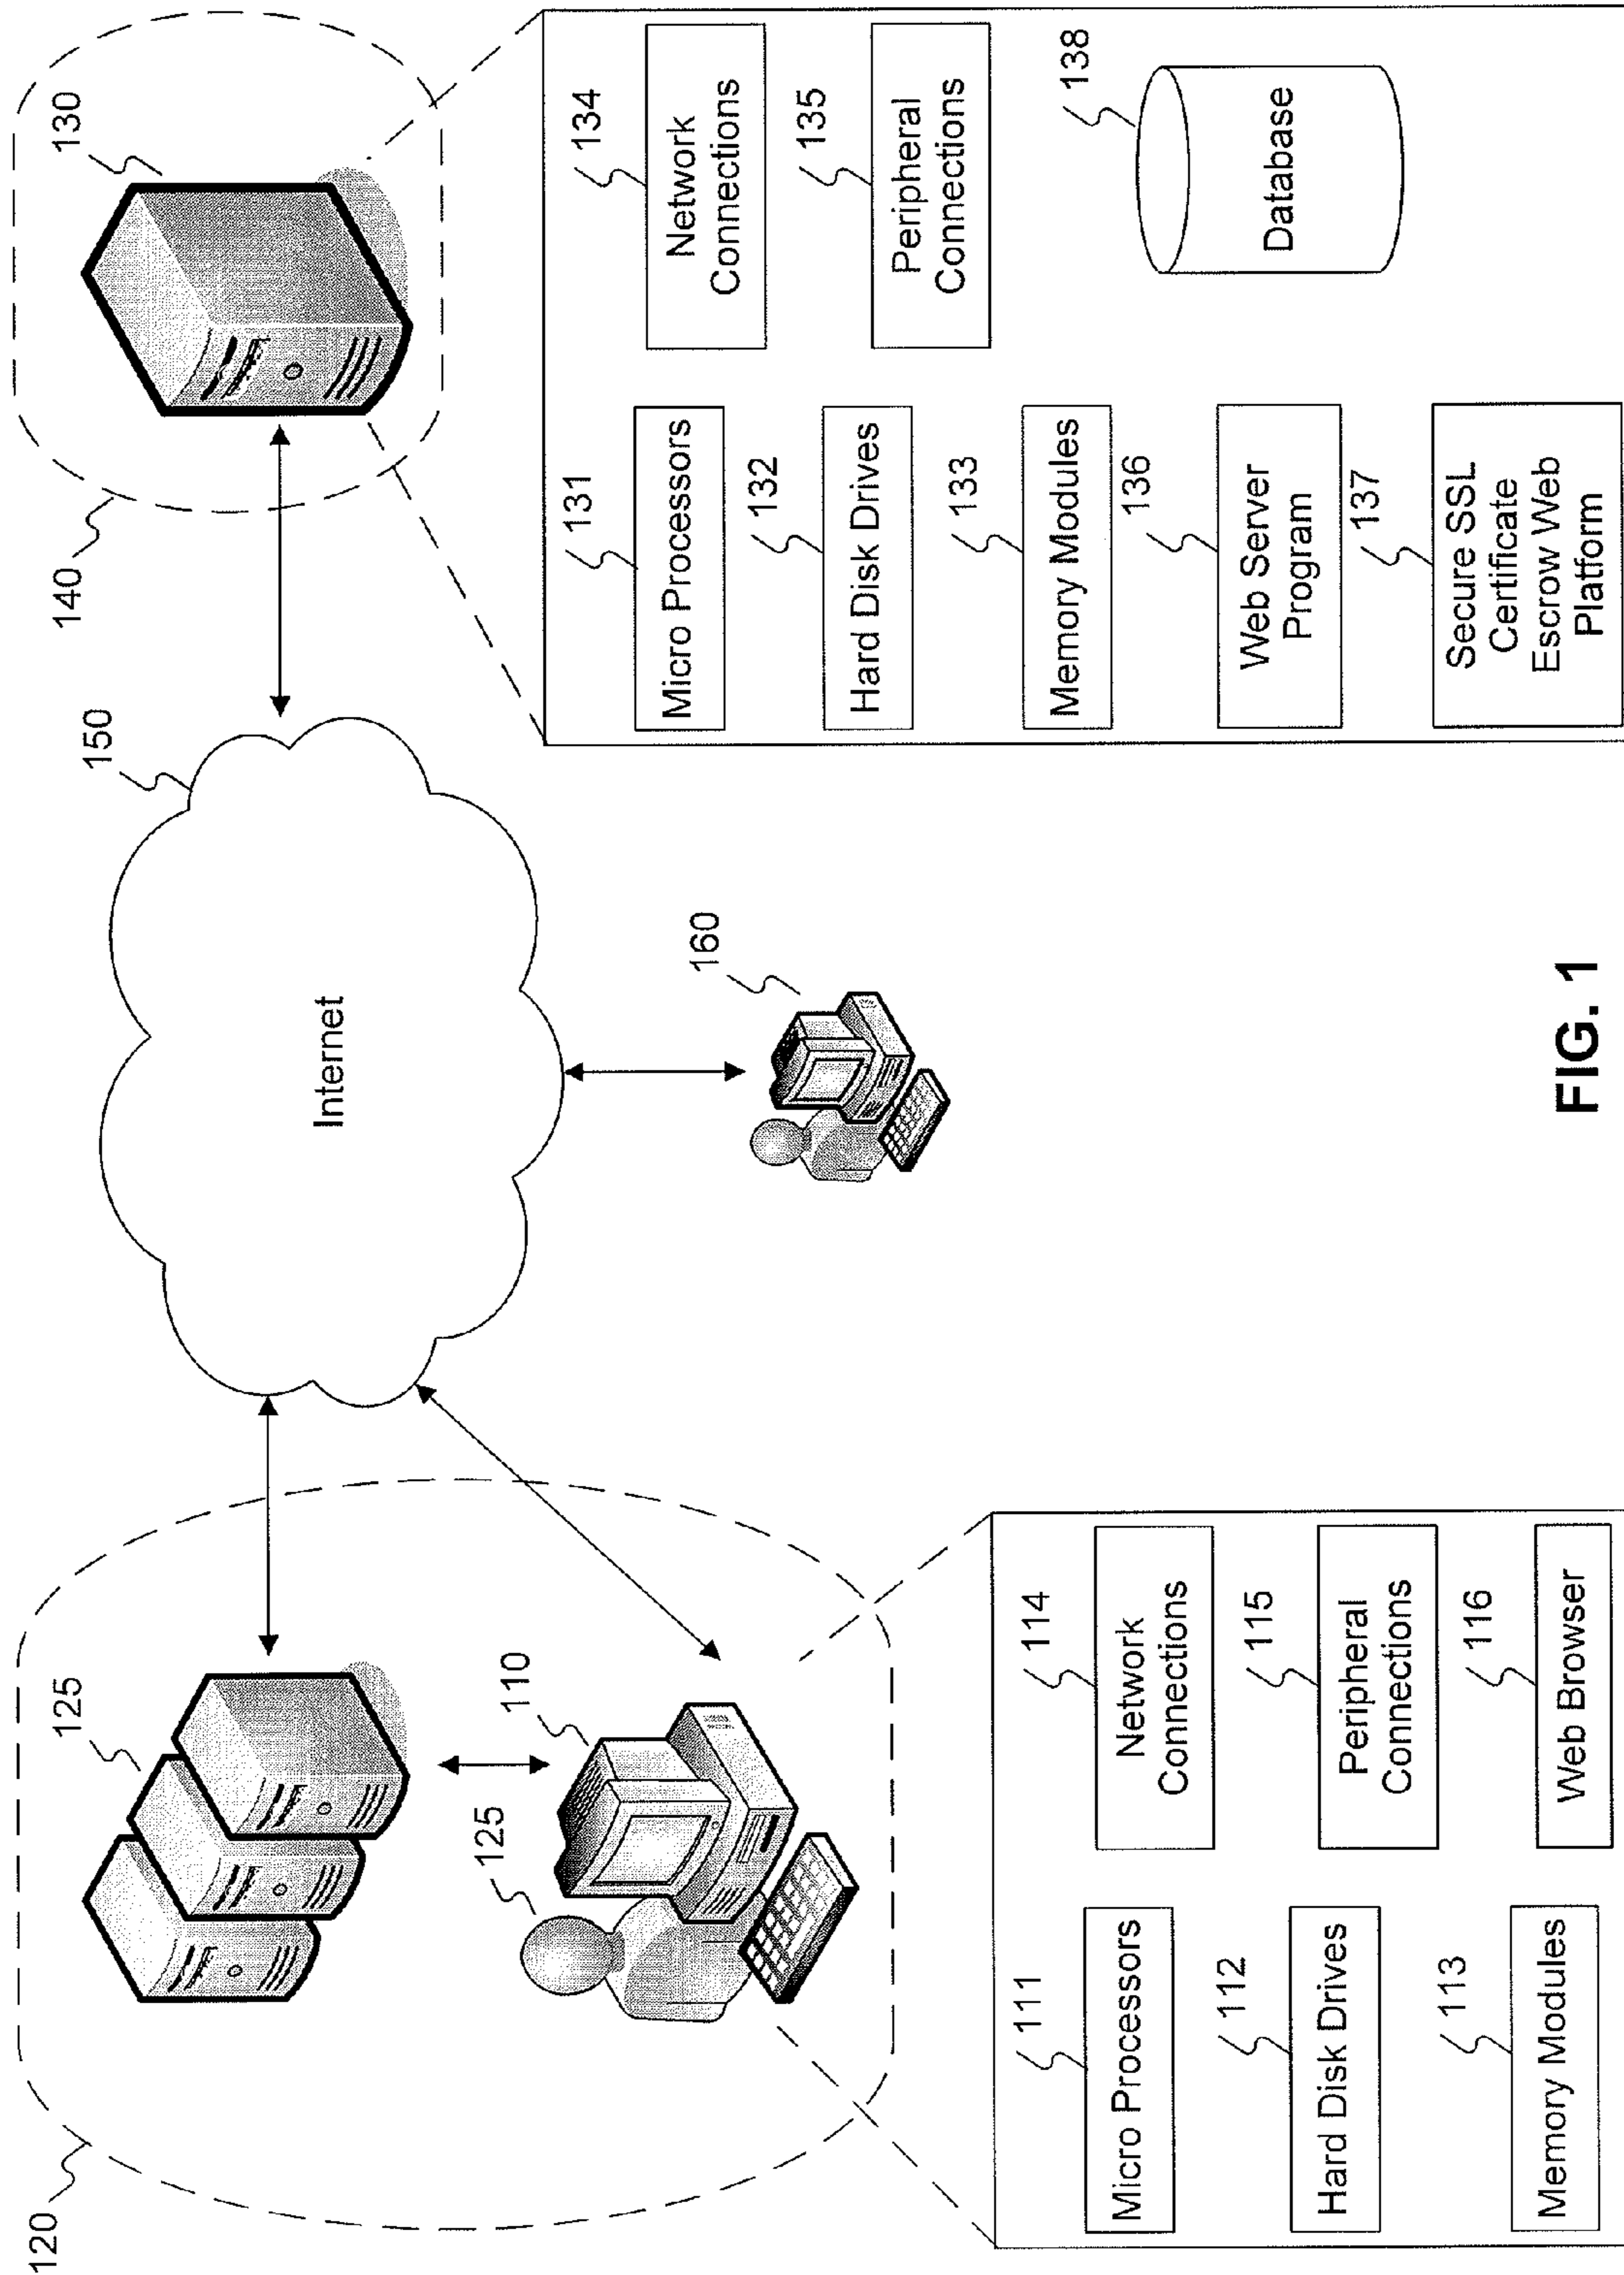 120
125
125
110
150
Internet
160
140
130
111
Micro Processors
112
Hard Disk Drives
113
Memory Modules
114
Network
Connections
115
Peripheral
Connections
116
Web Browser
131
Micro Processors
132
Hard Disk Drives
133
Memory Modules
136
Web Server
Program
137
Secure SSL
Certificate
Escrow Web
Platform
134
Network
Connections
135
Peripheral
Connections
138
Database
FIG. 1